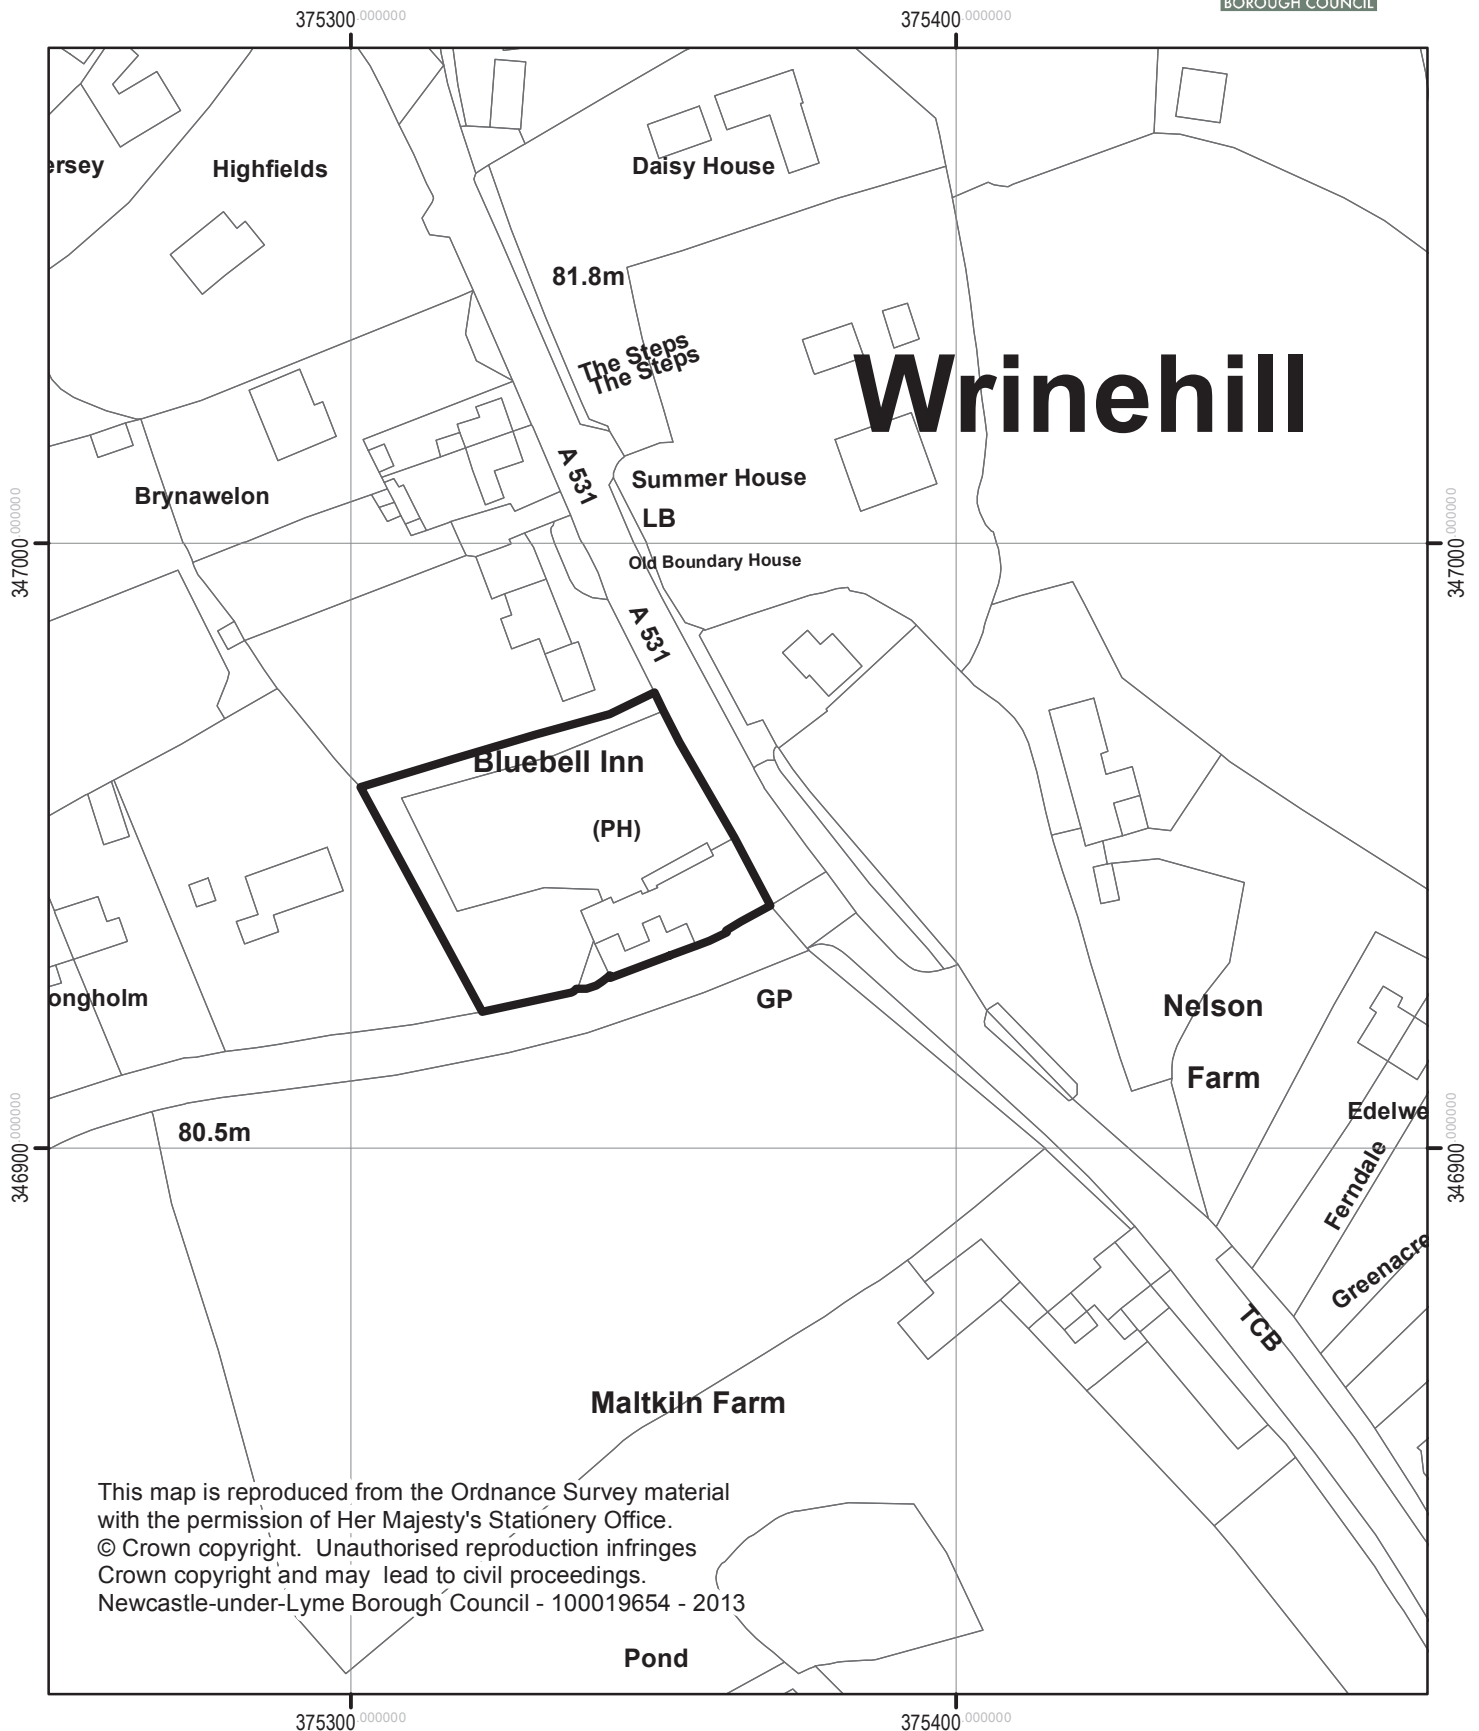 BOROUGH COUNCIL
375300.000000
375400.000000
ersey
Highfields
Daisy House
81.8m
The Steps
The Steps
Wrinehill
A 531
Summer House
Brynawelon
LB
347000.000000
347000.000000
Old Boundary House
A 531
Bluebell Inn
(PH)
ongholm
GP
Nelson
Farm
Edelwe
80.5m
346900.000000
346900.000000
Ferndale
Greenacre
TCB
Maltkiln Farm
This map is reproduced from the Ordnance Survey material
with the permission of Her Majesty's Stationery Office.
© Crown copyright.  Unauthorised reproduction infringes
Crown copyright and may  lead to civil proceedings.
Newcastle-under-Lyme Borough Council - 100019654 - 2013
Pond
375300.000000
375400.000000